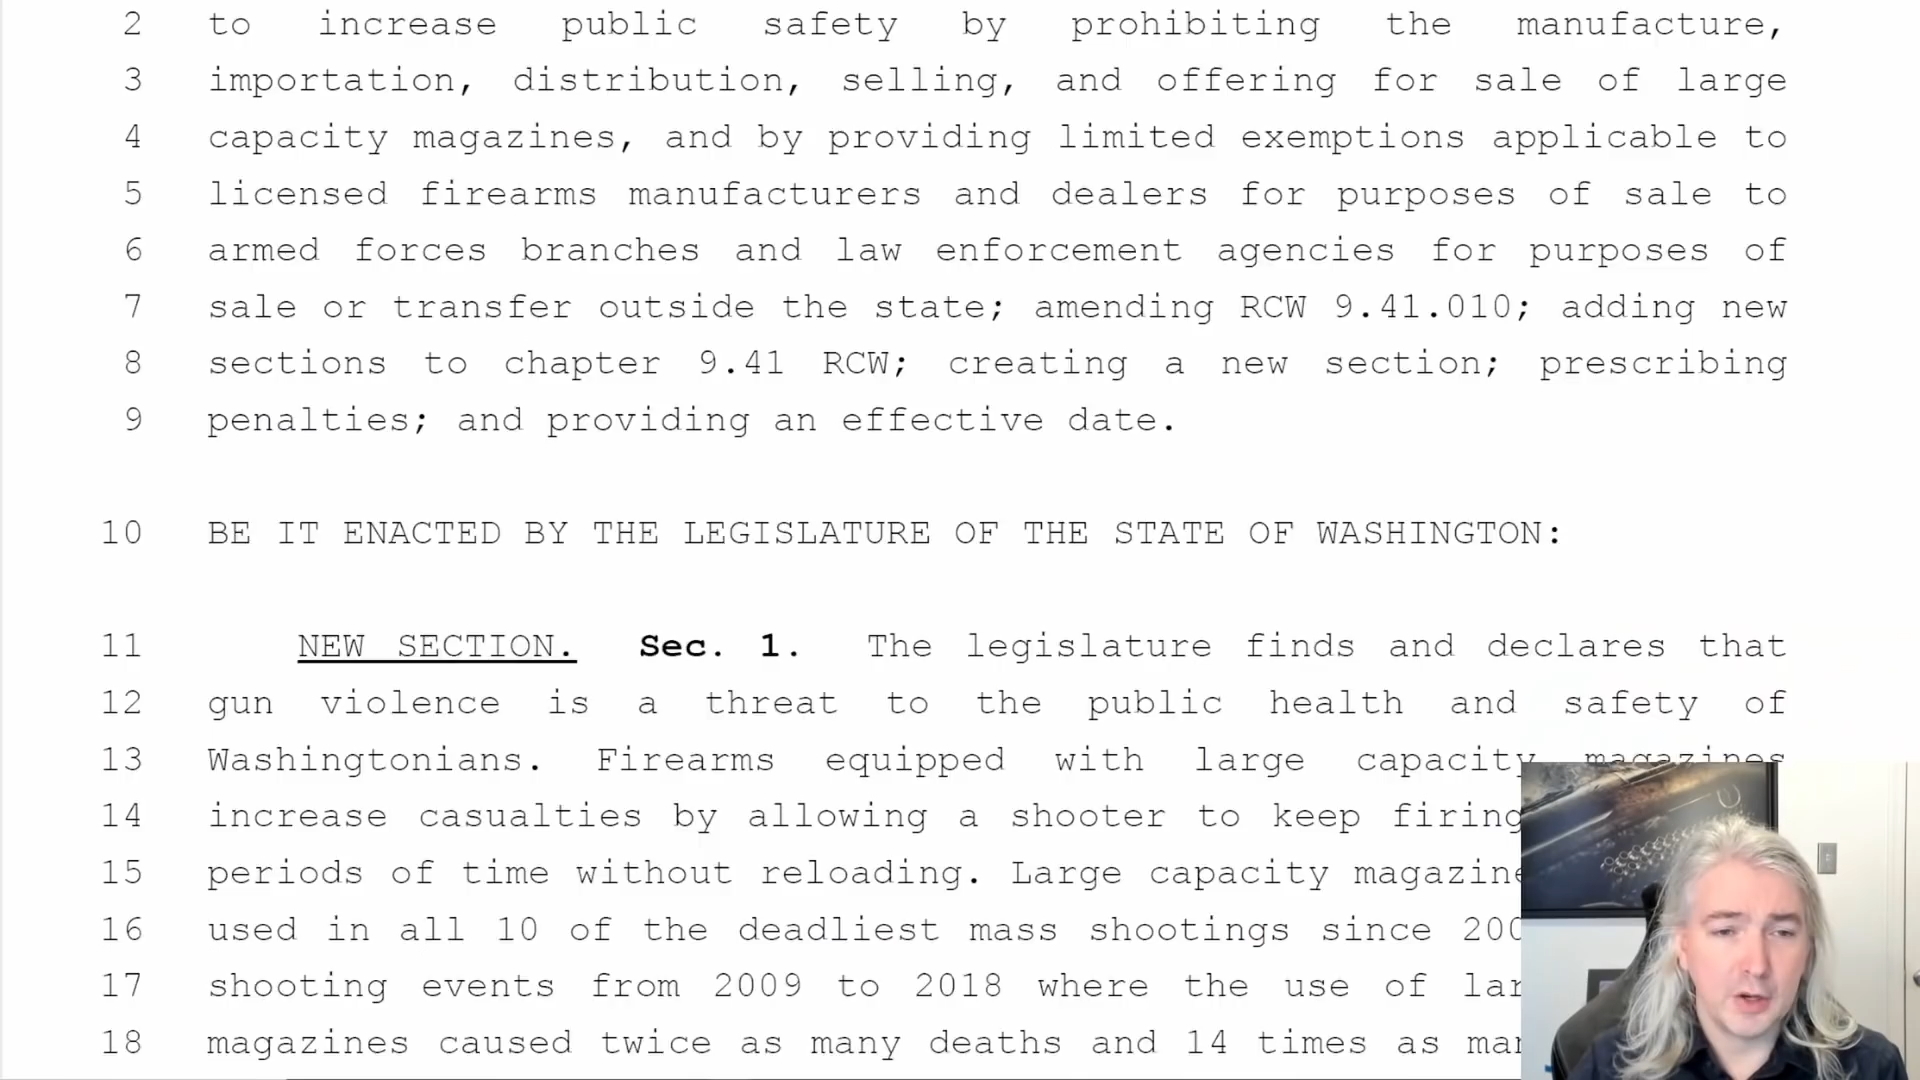 2 to increase public safety by prohibiting the manufacture,
3 importation, distribution, selling, and offering for sale of large
4 capacity magazines, and by providing limited exemptions applicable to
5 licensed firearms manufacturers and dealers for purposes of sale to
6 armed forces branches and law enforcement agencies for purposes of
7 sale or transfer outside the state; amending RCW 9.41.010; adding new
8 sections to chapter 9.41 RCW; creating a new section; prescribing
9 penalties; and providing an effective date.
10 BE IT ENACTED BY THE LEGISLATURE OF THE STATE OF WASHINGTON:
11 NEW SECTION. Sec. 1. The legislature finds and declares that
12 gun violence is a threat to the public health and safety of
13 Washingtonians. Firearms equipped with large capacity magazines
14 increase casualties by allowing a shooter to keep firing
15 periods of time without reloading. Large capacity
16 used in all 10 of the deadliest mass shootings since
17 shooting events from 2009 to 2018 where the use of
18 magazines caused twice as many deaths and 14 times as